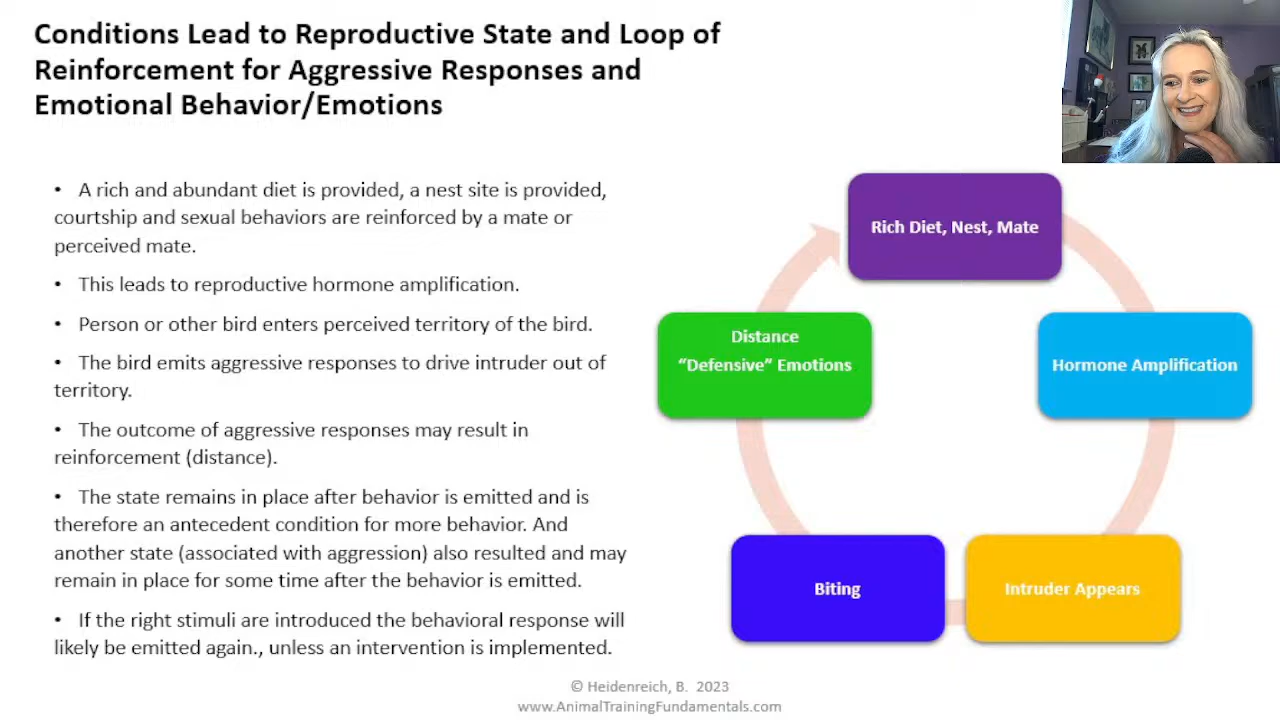 Conditions Lead to Reproductive State and Loop of
Reinforcement for Aggressive Responses and
Emotional Behavior/Emotions
• A rich and abundant diet is provided, a nest site is provided,
courtship and sexual behaviors are reinforced by a mate or
perceived mate.
• This leads to reproductive hormone amplification.
• Person or other bird enters perceived territory of the bird.
• The bird emits aggressive responses to drive intruder out of
territory.
• The outcome of aggressive responses may result in
reinforcement (distance).
• The state remains in place after behavior is emitted and is
therefore an antecedent condition for more behavior. And
another state (associated with aggression) also resulted and may
remain in place for some time after the behavior is emitted.
• If the right stimuli are introduced the behavioral response will
likely be emitted again., unless an intervention is implemented.
Rich Diet, Nest, Mate
Hormone Amplification
Intruder Appears
Biting
Distance
“Defensive” Emotions
© Heidenreich, B. 2023
www.AnimalTrainingFundamentals.com